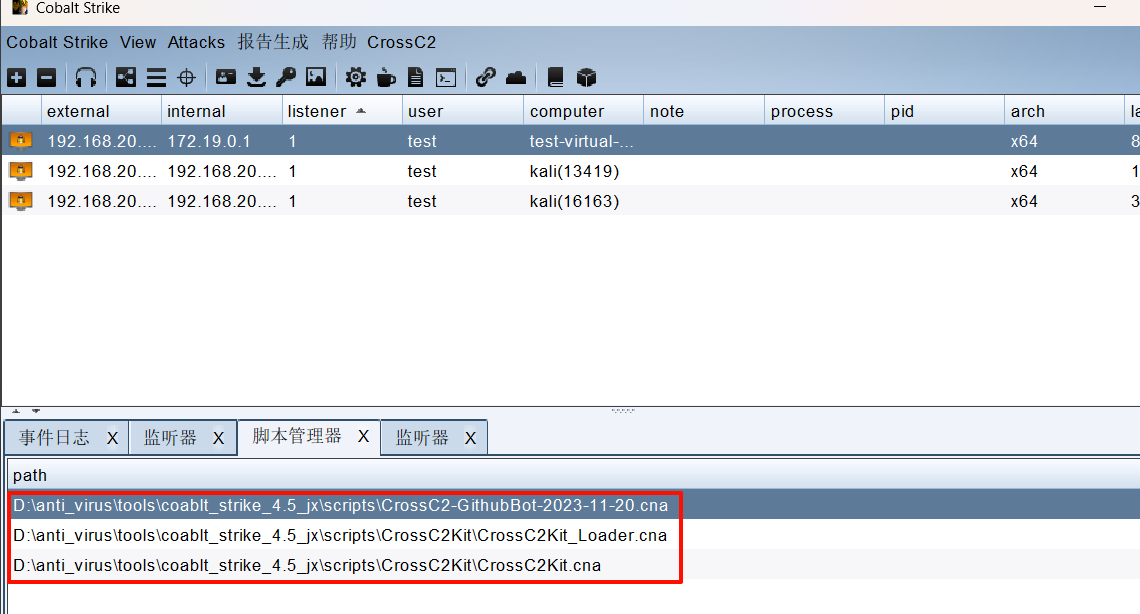 Cobalt Strike
Cobalt Strike View Attacks 报告生成 帮助 CrossC2
external internal listener user computer note process pid arch la
192.168.20.... 172.19.0.1 1 test test-virtual-... x64 8
192.168.20.... 192.168.20.... 1 test kali(13419) x64 1
192.168.20.... 192.168.20.... 1 test kali(16163) x64 3
事件日志 X 监听器 X 脚本管理器 X 监听器 X
path
D:\anti_virus\tools\coablt_strike_4.5_jx\scripts\CrossC2-GithubBot-2023-11-20.cna
D:\anti_virus\tools\coablt_strike_4.5_jx\scripts\CrossC2Kit\CrossC2Kit_Loader.cna
D:\anti_virus\tools\coablt_strike_4.5_jx\scripts\CrossC2Kit\CrossC2Kit.cna